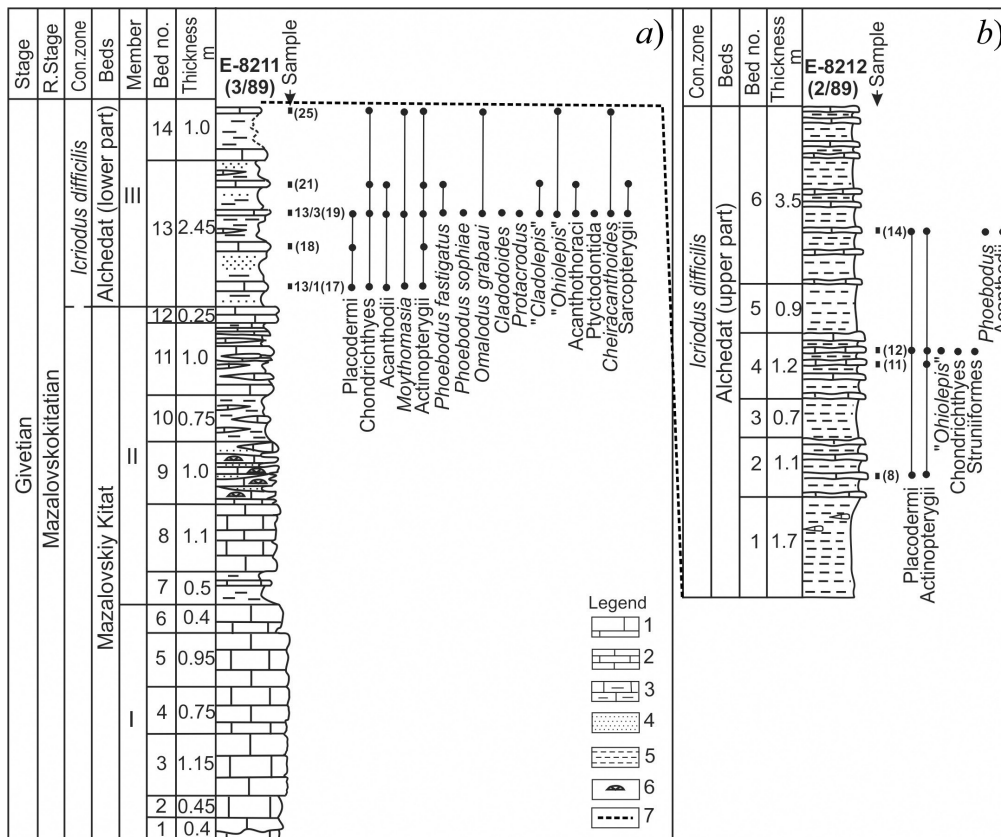 a)
Stage
R.Stage
Con.zone
Beds
Member
Bed no.
Thickness m
E-8211
(3/89)
Sample
Givetian
Mazalovskokitatian
Icriodus difficilis
Alchedat (lower part)
Mazalovskiy Kitat
III
II
I
14 1.0
13 2.45
12 0.25
11 1.0
10 0.75
9 1.0
8 1.1
7 0.5
6 0.4
5 0.95
4 0.75
3 1.15
2 0.45
1 0.4
(25)
(21)
13/3(19)
(18)
13/1(17)
Placodermi
Chondrichthyes
Acanthodii
Moythomasia
Actinopterygii
Phoebodus fastigatus
Phoebodus sophiae
Omalodus grabaui
Cladodoides
Protacrodus
"Cladolepis"
"Ohiolepis"
Acanthothoraci
Ptyctodontida
Cheiracanthoides
Sarcopterygii
Legend
1
2
3
4
5
6
7
b)
Con.zone
Beds
Bed no.
Thickness m
E-8212
(2/89)
Sample
Icriodus difficilis
Alchedat (upper part)
6 3.5
5 0.9
4 1.2
3 0.7
2 1.1
1 1.7
(14)
(12)
(11)
(8)
Placodermi
Actinopterygii
"Ohiolepis"
Chondrichthyes
Struniiformes
Phoebodus